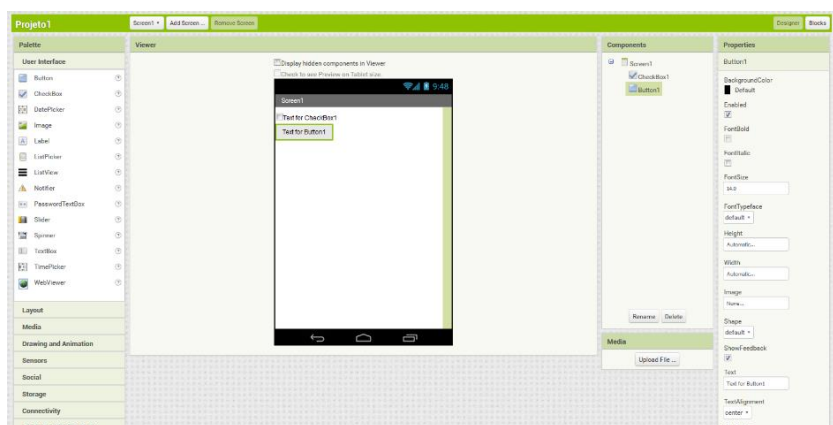 Projeto1
Screen1
Add Screen ...
Remove Screen
Designer
Blocks
Palette
User Interface
Button
CheckBox
DatePicker
Image
Label
ListPicker
ListView
Notifier
PasswordTextBox
Slider
Spinner
TextBox
TimePicker
WebViewer
Layout
Media
Drawing and Animation
Sensors
Social
Storage
Connectivity
Viewer
Display hidden components in Viewer
Check to see Preview on Tablet size.
9:48
Screen1
Text for CheckBox1
Text for Button1
Components
Screen1
CheckBox1
Button1
Rename
Delete
Media
Upload File ...
Properties
Button1
BackgroundColor
Default
Enabled
FontBold
FontItalic
FontSize
14.0
FontTypeface
default
Height
Automatic...
Width
Automatic...
Image
None...
Shape
default
ShowFeedback
Text
Text for Button1
TextAlignment
center